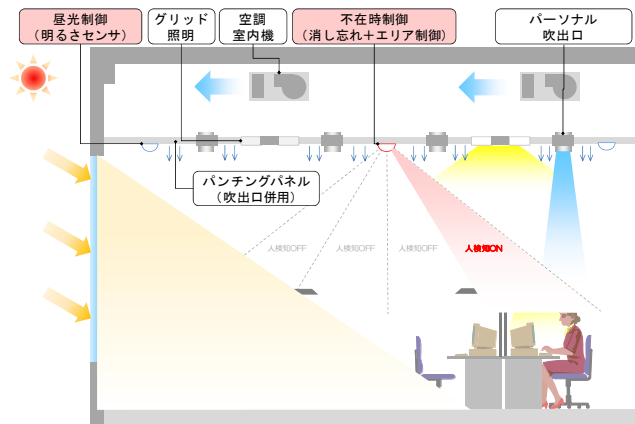 昼光制御
(明るさセンサ)
グリッド
照明
空調
室内機
不在時制御
(消し忘れ+エリア制御)
パーソナル
吹出口
パンチングパネル
(吹出口併用)
人検知OFF
人検知OFF
人検知OFF
人検知ON